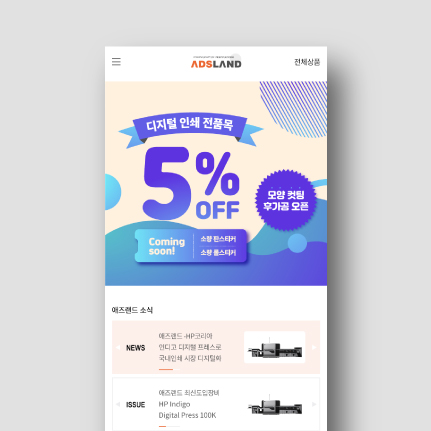 ADSLAND
전체상품
디지털 인쇄 전품목
5%
OFF
모양 컷팅
후가공 오픈
Coming
soon!
소량 판스티커
소량 롤스티커
애즈랜드 소식
NEWS
애즈랜드-HP코리아
인디고 디지털 프레스로
국내인쇄 시장 디지털화
ISSUE
애즈랜드 최신도입장비
HP Indigo
Digital Press 100K